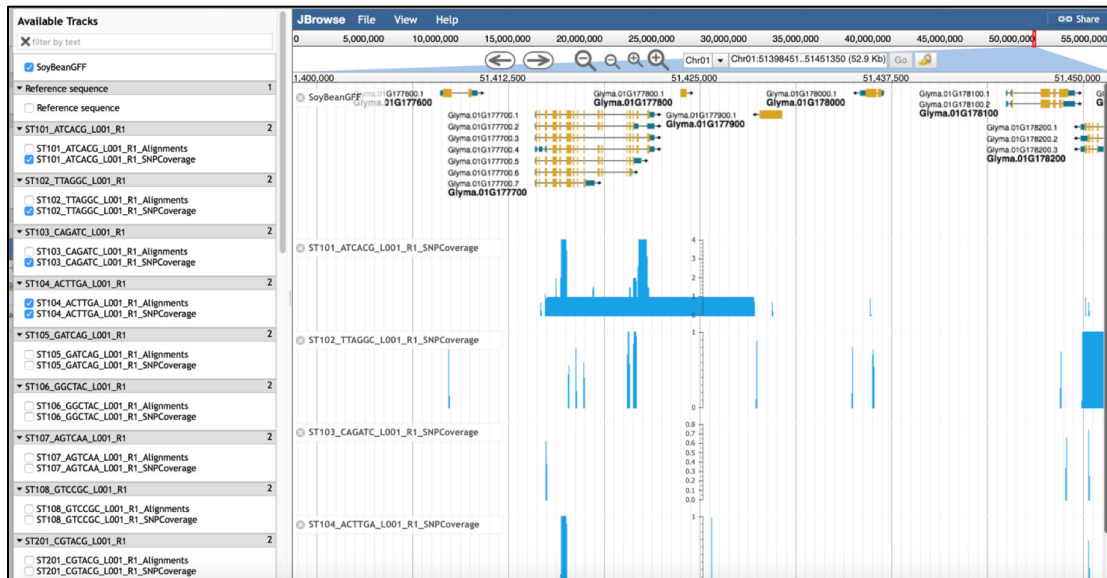 Available Tracks
filter by text
SoyBeanGFF
Reference sequence 1
Reference sequence
ST101_ATCACG_L001_R1 2
ST101_ATCACG_L001_R1_Alignments
ST101_ATCACG_L001_R1_SNPCoverage
ST102_TTAGGC_L001_R1 2
ST102_TTAGGC_L001_R1_Alignments
ST102_TTAGGC_L001_R1_SNPCoverage
ST103_CAGATC_L001_R1 2
ST103_CAGATC_L001_R1_Alignments
ST103_CAGATC_L001_R1_SNPCoverage
ST104_ACTTGA_L001_R1 2
ST104_ACTTGA_L001_R1_Alignments
ST104_ACTTGA_L001_R1_SNPCoverage
ST105_GATCAG_L001_R1 2
ST105_GATCAG_L001_R1_Alignments
ST105_GATCAG_L001_R1_SNPCoverage
ST106_GGCTAC_L001_R1 2
ST106_GGCTAC_L001_R1_Alignments
ST106_GGCTAC_L001_R1_SNPCoverage
ST107_AGTCAA_L001_R1 2
ST107_AGTCAA_L001_R1_Alignments
ST107_AGTCAA_L001_R1_SNPCoverage
ST108_GTCCGC_L001_R1 2
ST108_GTCCGC_L001_R1_Alignments
ST108_GTCCGC_L001_R1_SNPCoverage
ST201_CGTACG_L001_R1 2
ST201_CGTACG_L001_R1_Alignments
ST201_CGTACG_L001_R1_SNPCoverage
JBrowse File View Help Share
0 5,000,000 10,000,000 15,000,000 20,000,000 25,000,000 30,000,000 35,000,000 40,000,000 45,000,000 50,000,000 55,000,000
Chr01 Chr01:51398451..51451350 (52.9 Kb) Go
1,400,000 51,412,500 51,425,000 51,437,500 51,450,000
SoyBeanGFF
01G177600.1
Glyma.01G177600
Glyma.01G177700.1
Glyma.01G177700.2
Glyma.01G177700.3
Glyma.01G177700.4
Glyma.01G177700.5
Glyma.01G177700.6
Glyma.01G177700.7
Glyma.01G177700
Glyma.01G177800.1
Glyma.01G177800
Glyma.01G177900.1
Glyma.01G177900
Glyma.01G178000.1
Glyma.01G178000
Glyma.01G178100.1
Glyma.01G178100.2
Glyma.01G178100
Glyma.01G178200.1
Glyma.01G178200.2
Glyma.01G178200.3
Glyma.01G178200
ST101_ATCACG_L001_R1_SNPCoverage
4
3
2
1
0
ST102_TTAGGC_L001_R1_SNPCoverage
1
0
ST103_CAGATC_L001_R1_SNPCoverage
0.8
0.7
0.6
0.5
0.4
0.3
0.2
0.1
0.0
ST104_ACTTGA_L001_R1_SNPCoverage
1